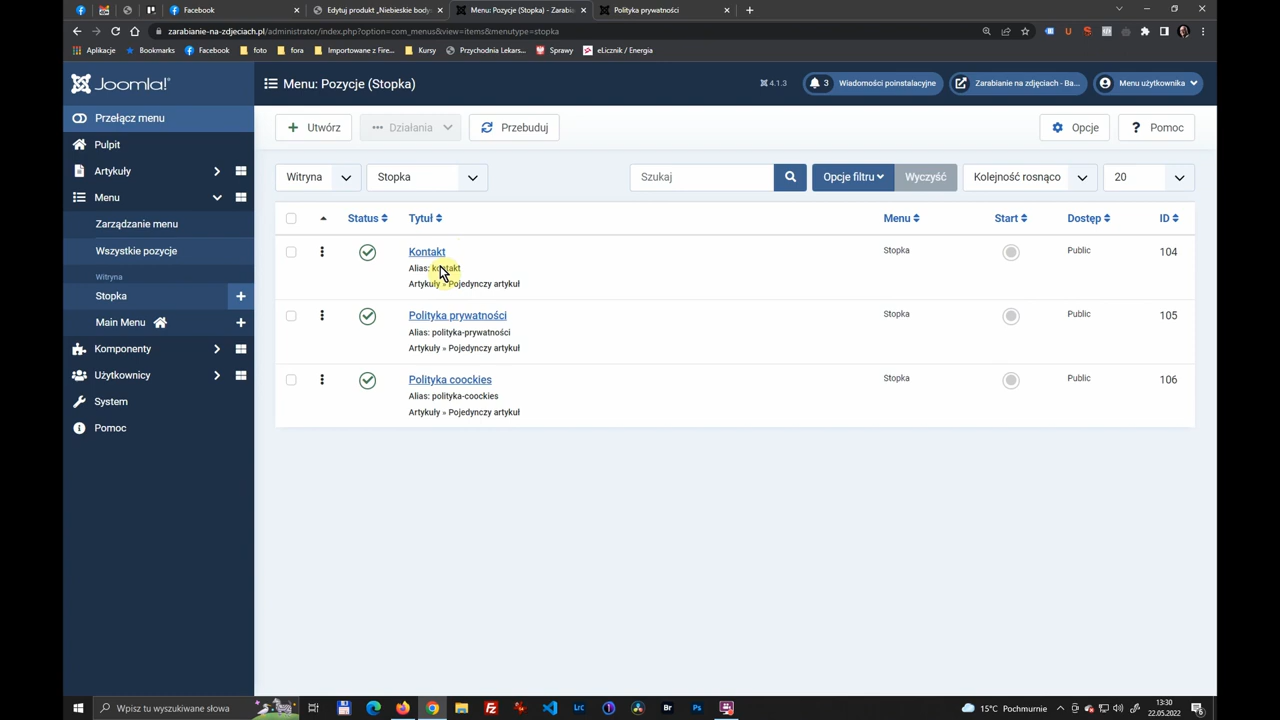 Facebook
Edytuj produkt „Niebieskie body
Menu: Pozycje (Stopka) - Zarabia
Polityka prywatności
zarabianie-na-zdjeciach.pl/administrator/index.php?option=com_menus&view=items&menutype=stopka
Aplikacje
Bookmarks
Facebook
foto
fora
Importowane z Fire...
Kursy
Przychodnia Lekars...
Sprawy
eLicznik / Energia
Joomla!
Menu: Pozycje (Stopka)
4.1.3
3
Wiadomości poinstalacyjne
Zarabianie na zdjęciach - Ba...
Menu użytkownika
Przełącz menu
Pulpit
Artykuły
Menu
Zarządzanie menu
Wszystkie pozycje
Witryna
Stopka
Main Menu
Komponenty
Użytkownicy
System
Pomoc
Utwórz
Działania
Przebuduj
Opcje
Pomoc
Witryna
Stopka
Szukaj
Opcje filtru
Wyczyść
Kolejność rosnąco
20
Status
Tytuł
Menu
Start
Dostęp
ID
Kontakt
Alias: kontakt
Artykuły » Pojedynczy artykuł
Stopka
Public
104
Polityka prywatności
Alias: polityka-prywatności
Artykuły » Pojedynczy artykuł
Stopka
Public
105
Polityka coockies
Alias: polityka-coockies
Artykuły » Pojedynczy artykuł
Stopka
Public
106
Wpisz tu wyszukiwane słowa
Lrc
Br
Ps
15°C Pochmurnie
13:30
22.05.2022